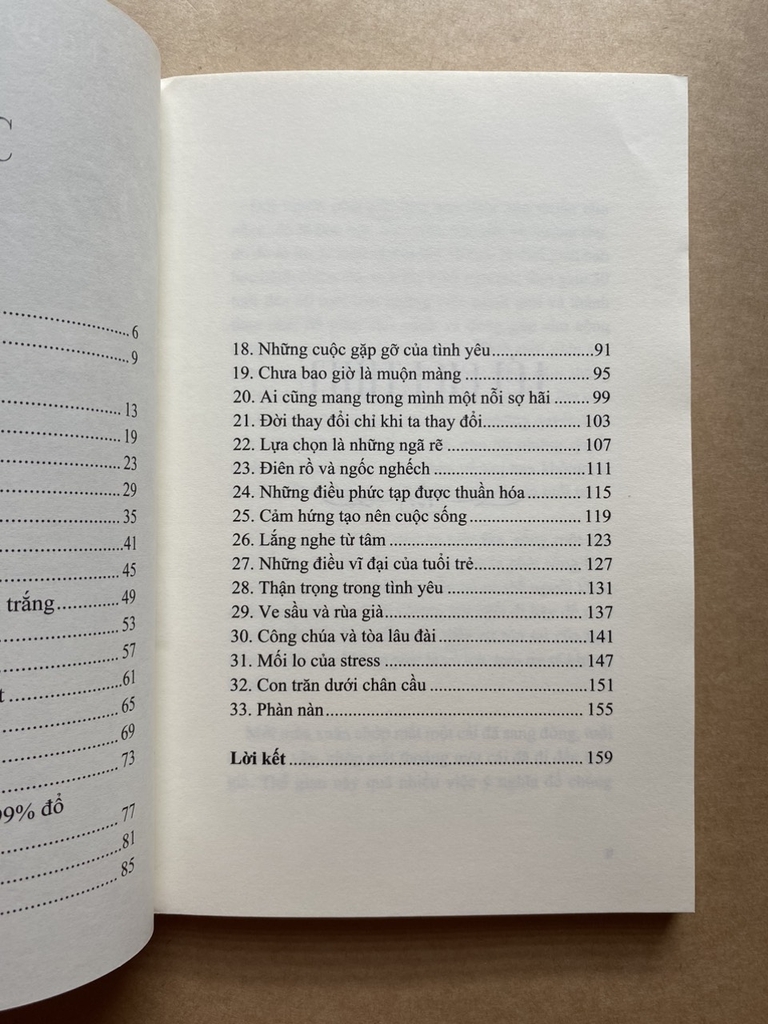 C
..... 6
..... 9
..... 13
..... 19
..... 23
..... 29
..... 35
..... 41
..... 45
trắng..... 49
..... 53
..... 57
t..... 61
..... 65
..... 69
..... 73
99% đổ
..... 77
..... 81
..... 85
18. Những cuộc gặp gỡ của tình yêu.....91
19. Chưa bao giờ là muộn màng ..... 95
20. Ai cũng mang trong mình một nỗi sợ hãi ..... 99
21. Đời thay đổi chỉ khi ta thay đổi..... 103
22. Lựa chọn là những ngã rẽ ..... 107
23. Điên rồ và ngốc nghếch .....111
24. Những điều phức tạp được thuần hóa..... 115
25. Cảm hứng tạo nên cuộc sống..... 119
26. Lắng nghe từ tâm ..... 123
27. Những điều vĩ đại của tuổi trẻ..... 127
28. Thận trọng trong tình yêu .....131
29. Ve sầu và rùa già..... 137
30. Công chúa và tòa lâu đài..... 141
31. Mối lo của stress ..... 147
32. Con trăn dưới chân cầu .....151
33. Phàn nàn..... 155
Lời kết ..... 159